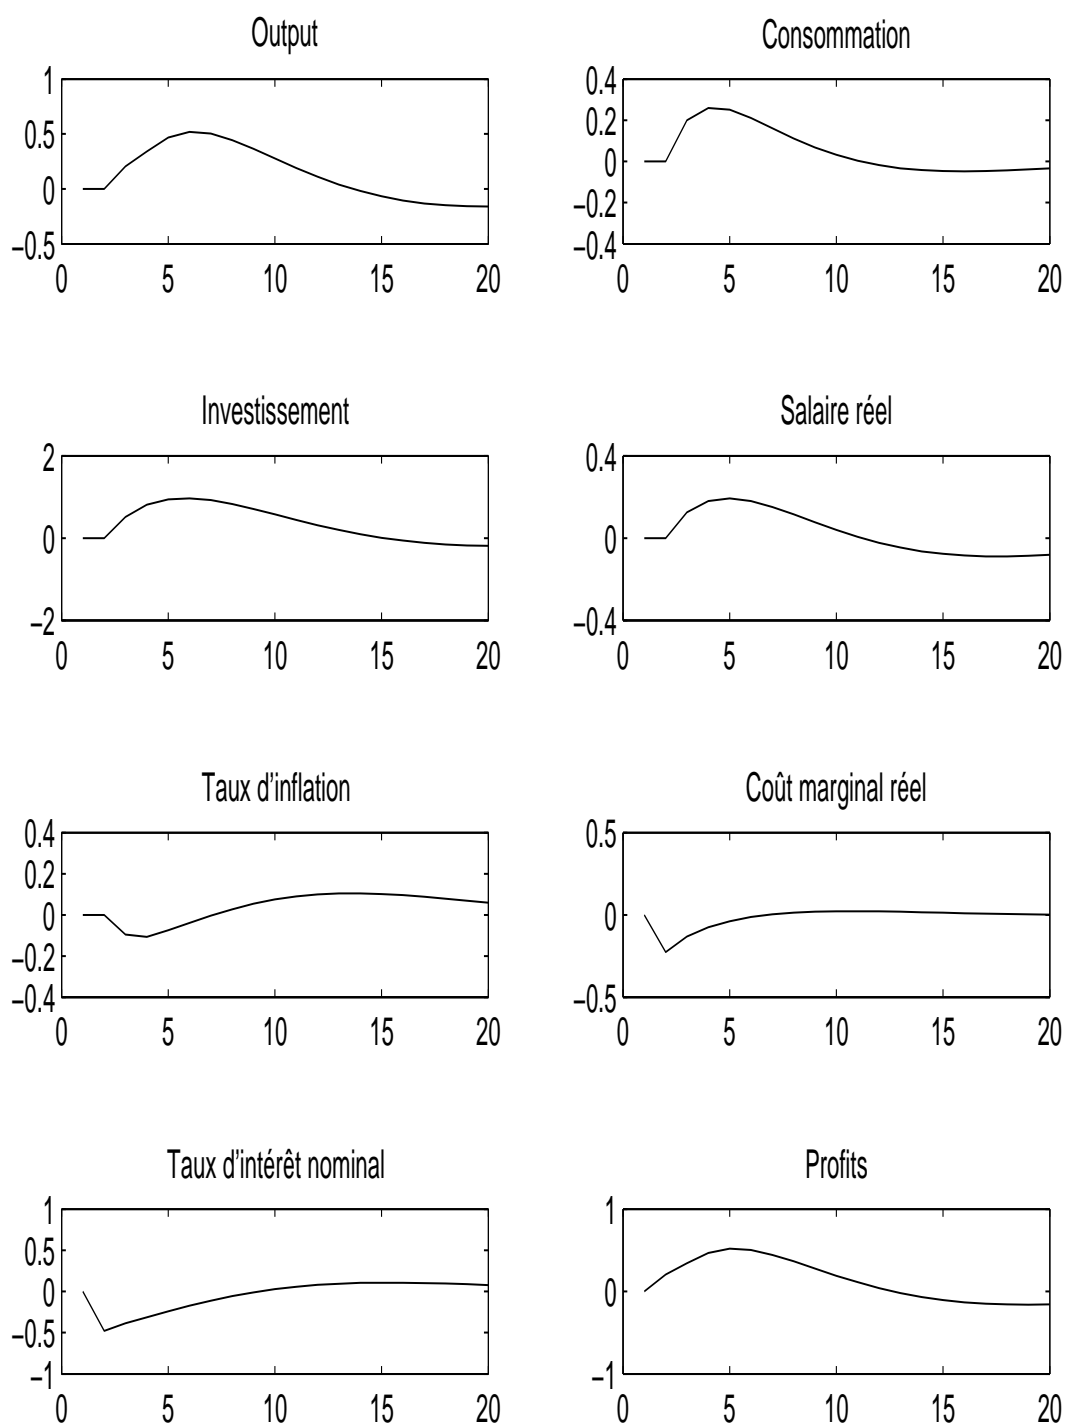 Output
1
0.5
0
−0.5
0 5 10 15 20
Consommation
0.4
0.2
0
−0.2
−0.4
0 5 10 15 20
Investissement
2
0
−2
0 5 10 15 20
Salaire réel
0.4
0
−0.4
0 5 10 15 20
Taux d'inflation
0.4
0.2
0
−0.2
−0.4
0 5 10 15 20
Coût marginal réel
0.5
0
−0.5
0 5 10 15 20
Taux d'intérêt nominal
1
0.5
0
−0.5
−1
0 5 10 15 20
Profits
1
0
−1
0 5 10 15 20